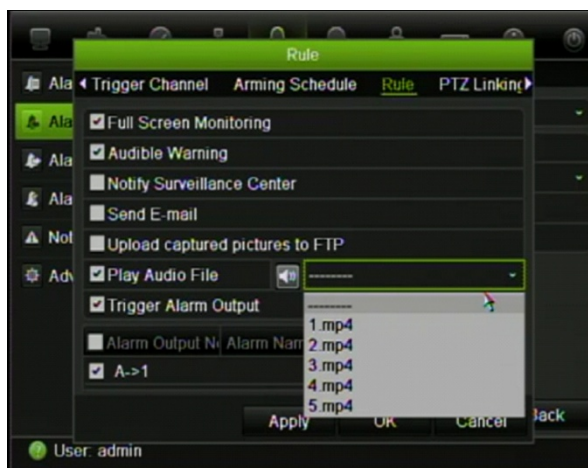 Rule
Trigger Channel Arming Schedule Rule PTZ Linking
Ala
Full Screen Monitoring
Ala
Audible Warning
Ala
Notify Surveillance Center
Ala
Send E-mail
Not
Upload captured pictures to FTP
Adv
Play Audio File --------
Trigger Alarm Output
--------
1.mp4
2.mp4
3.mp4
4.mp4
5.mp4
Alarm Output No Alarm Nam
A->1
Apply OK Cancel Back
User: admin